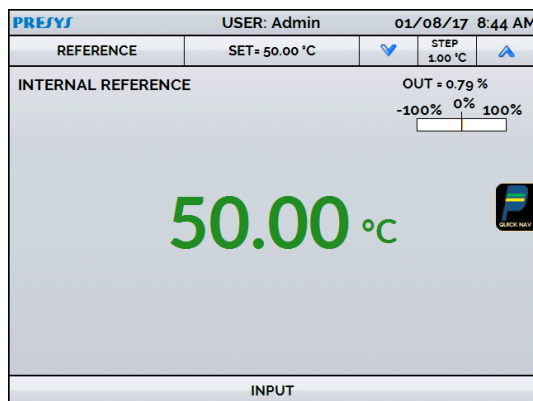 PRESYS USER: Admin 01/08/17 8:44 AM
REFERENCE SET= 50.00 °C STEP
1.00 °C
INTERNAL REFERENCE OUT = 0.79 %
-100% 0% 100%
50.00 °C
QUICK NAV
INPUT